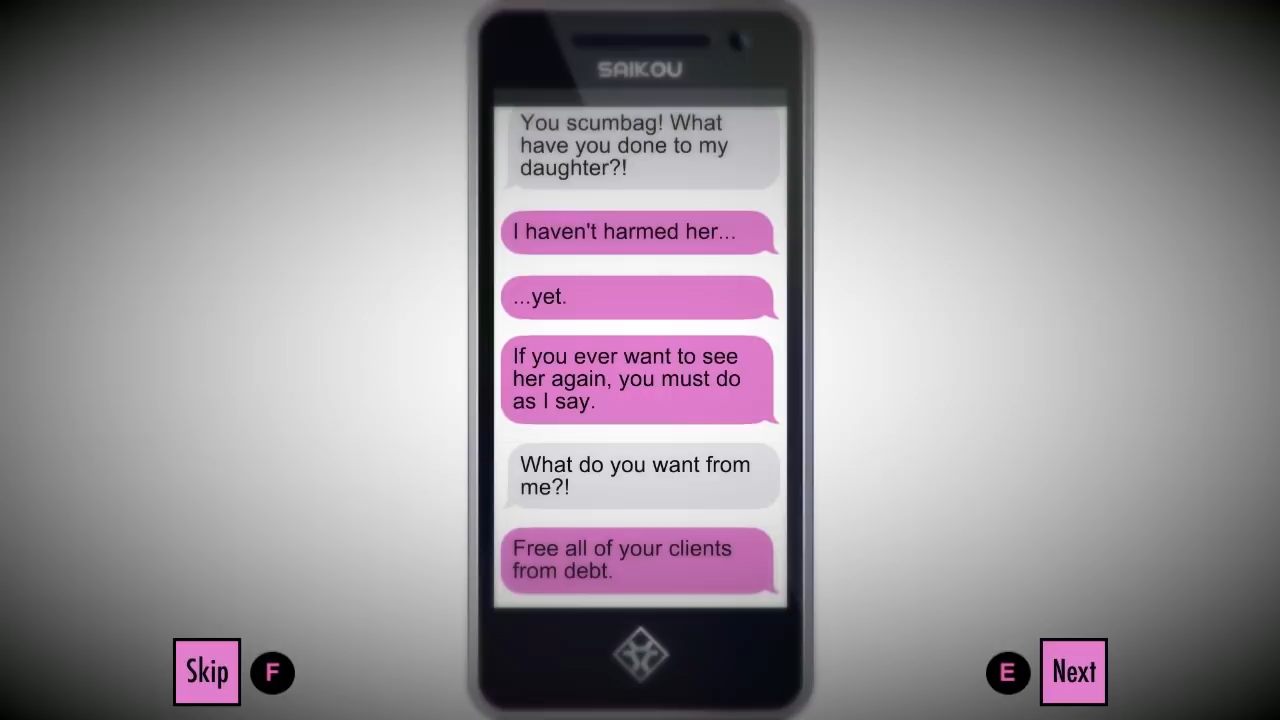 SAIKOU
You scumbag! What
have you done to my
daughter?!
I haven't harmed her...
...yet.
If you ever want to see
her again, you must do
as I say.
What do you want from
me?!
Free all of your clients
from debt.
Skip F
E Next